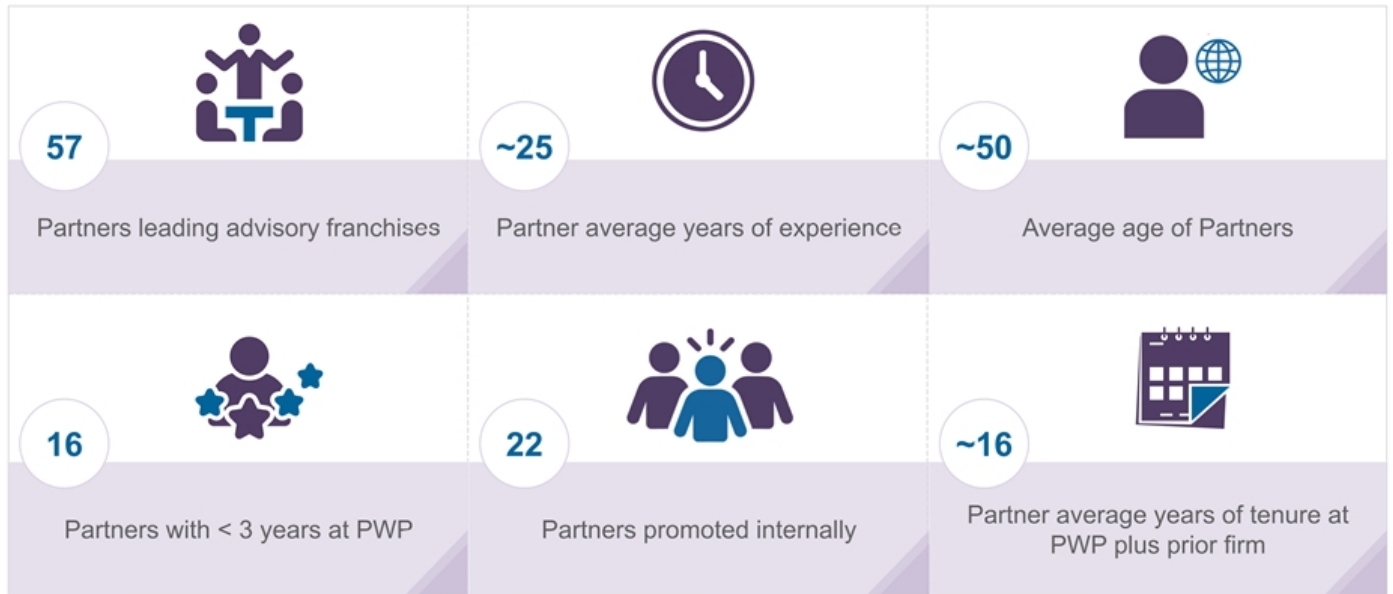 57
Partners leading advisory franchises
~25
Partner average years of experience
~50
Average age of Partners
16
Partners with < 3 years at PWP
22
Partners promoted internally
~16
Partner average years of tenure at
PWP plus prior firm